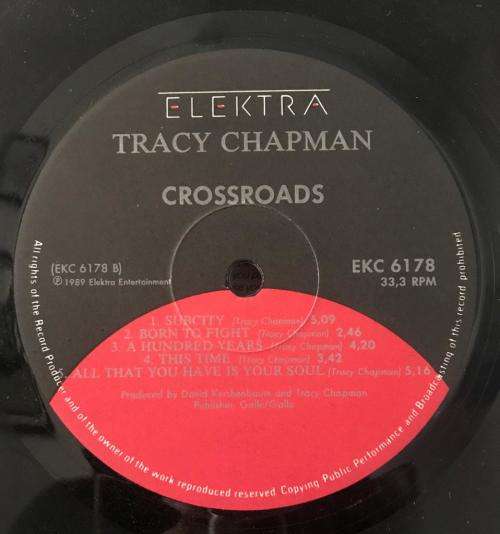 ELEKTRA
TRACY CHAPMAN
CROSSROADS
(EKC 6178 B)
℗ 1989 Elektra Entertainment
EKC 6178
33,3 RPM
1. SUBCITY (Tracy Chapman) 5,09
2. BORN TO FIGHT (Tracy Chapman) 2,46
3. A HUNDRED YEARS (Tracy Chapman) 4,20
4. THIS TIME (Tracy Chapman) 3,42
ALL THAT YOU HAVE IS YOUR SOUL (Tracy Chapman) 5,16
Produced by David Kershenbaum and Tracy Chapman
Publisher: Gallo/Gallo
All rights of the Record Producer and of the owner of the work reproduced reserved Copying Public Performance and Broadcasting of this record prohibited